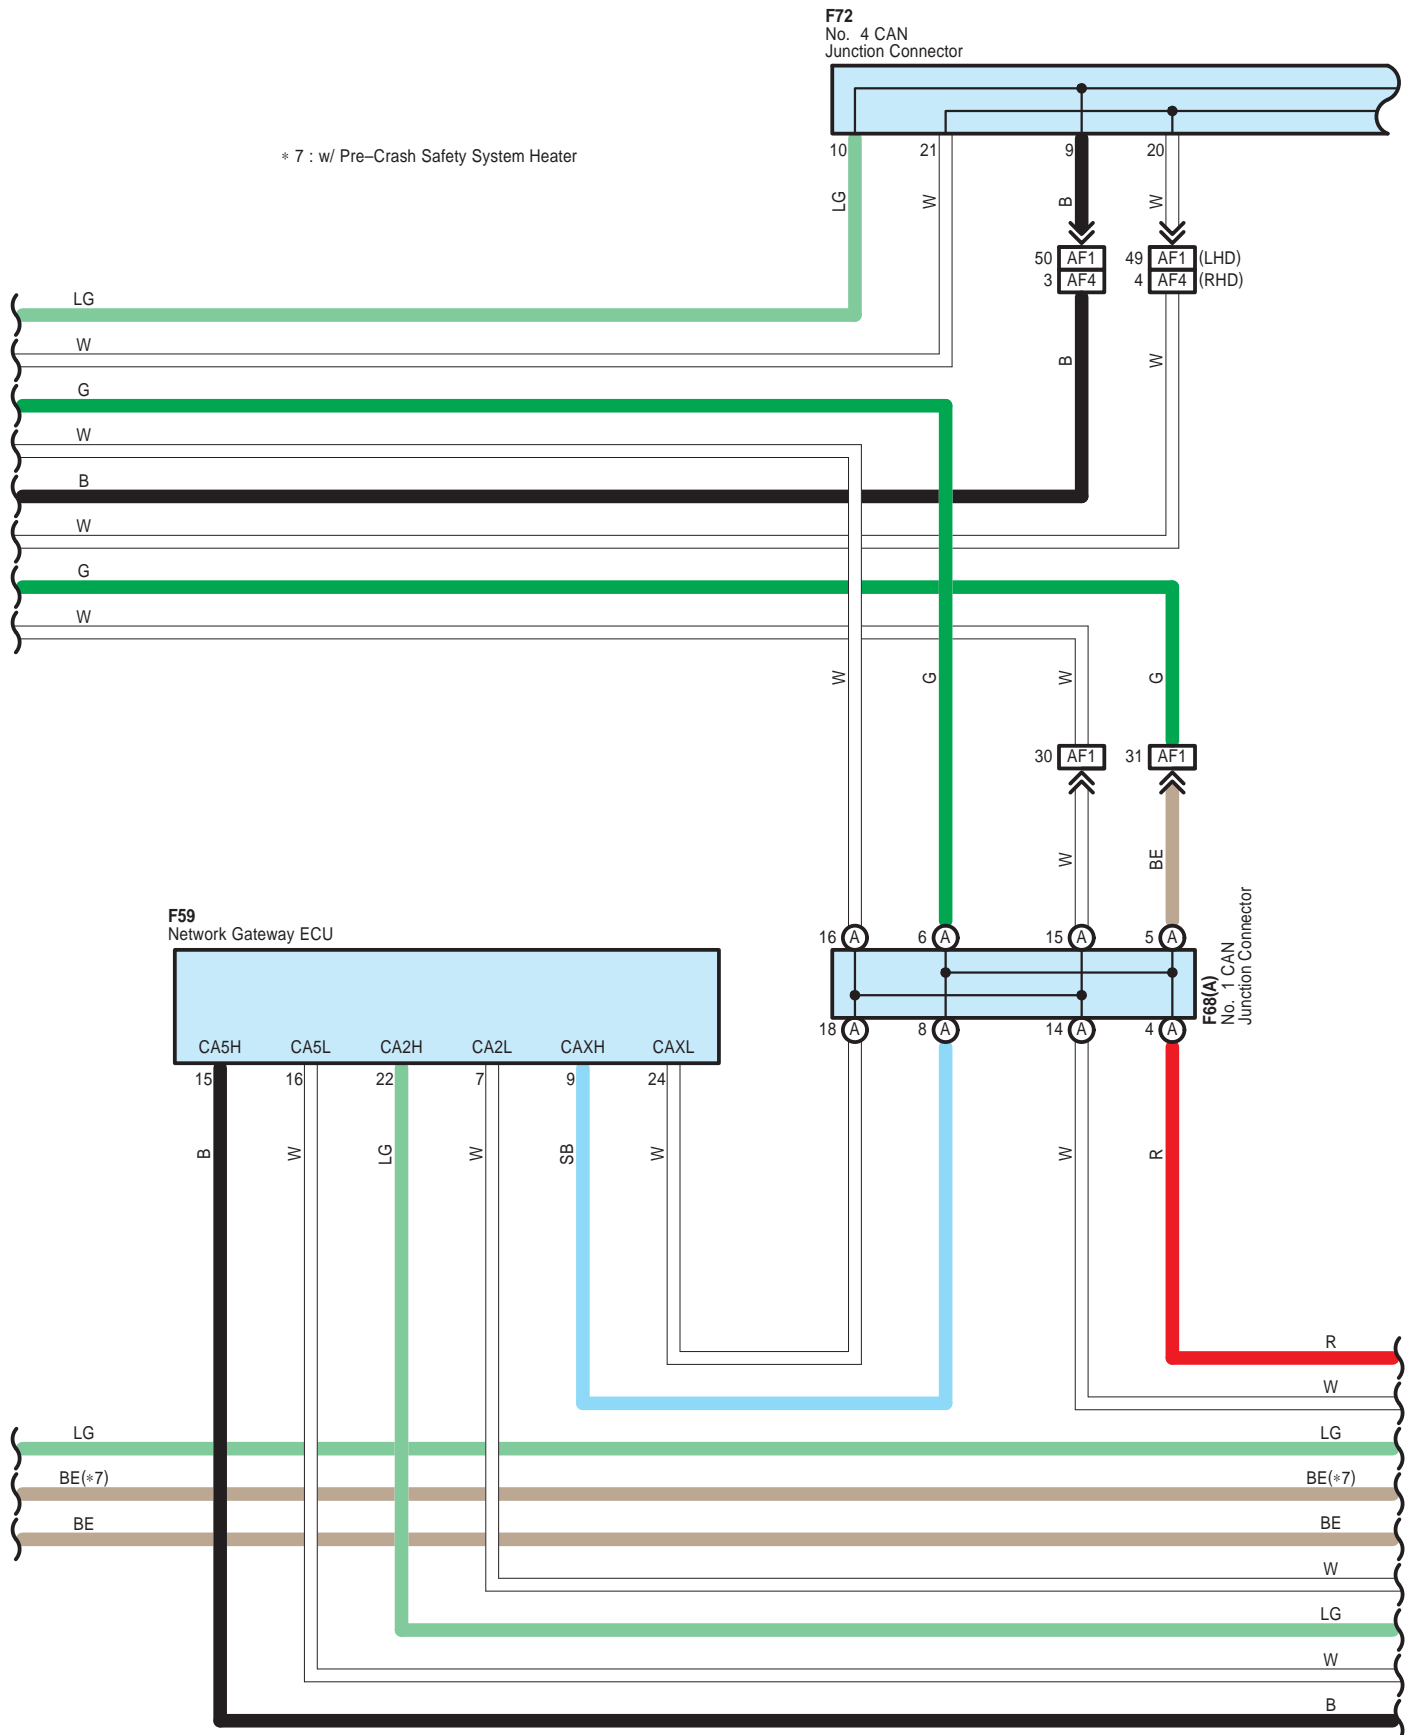 F72
No. 4 CAN
Junction Connector
* 7 : w/ Pre–Crash Safety System Heater
10 21 9 20
LG W B W
50 AF1 49 AF1 (LHD)
3 AF4 4 AF4 (RHD)
LG
W
B W
G
W
B
W
G
W
W G W G
30 AF1 31 AF1
W BE
F59
Network Gateway ECU
16 A 6 A 15 A 5 A
F68(A)
No. 1 CAN
Junction Connector
18 A 8 A 14 A 4 A
CA5H CA5L CA2H CA2L CAXH CAXL
15 16 22 7 9 24
B W LG W SB W W R
R
W
LG LG
BE(*7) BE(*7)
BE BE
W
LG
W
B